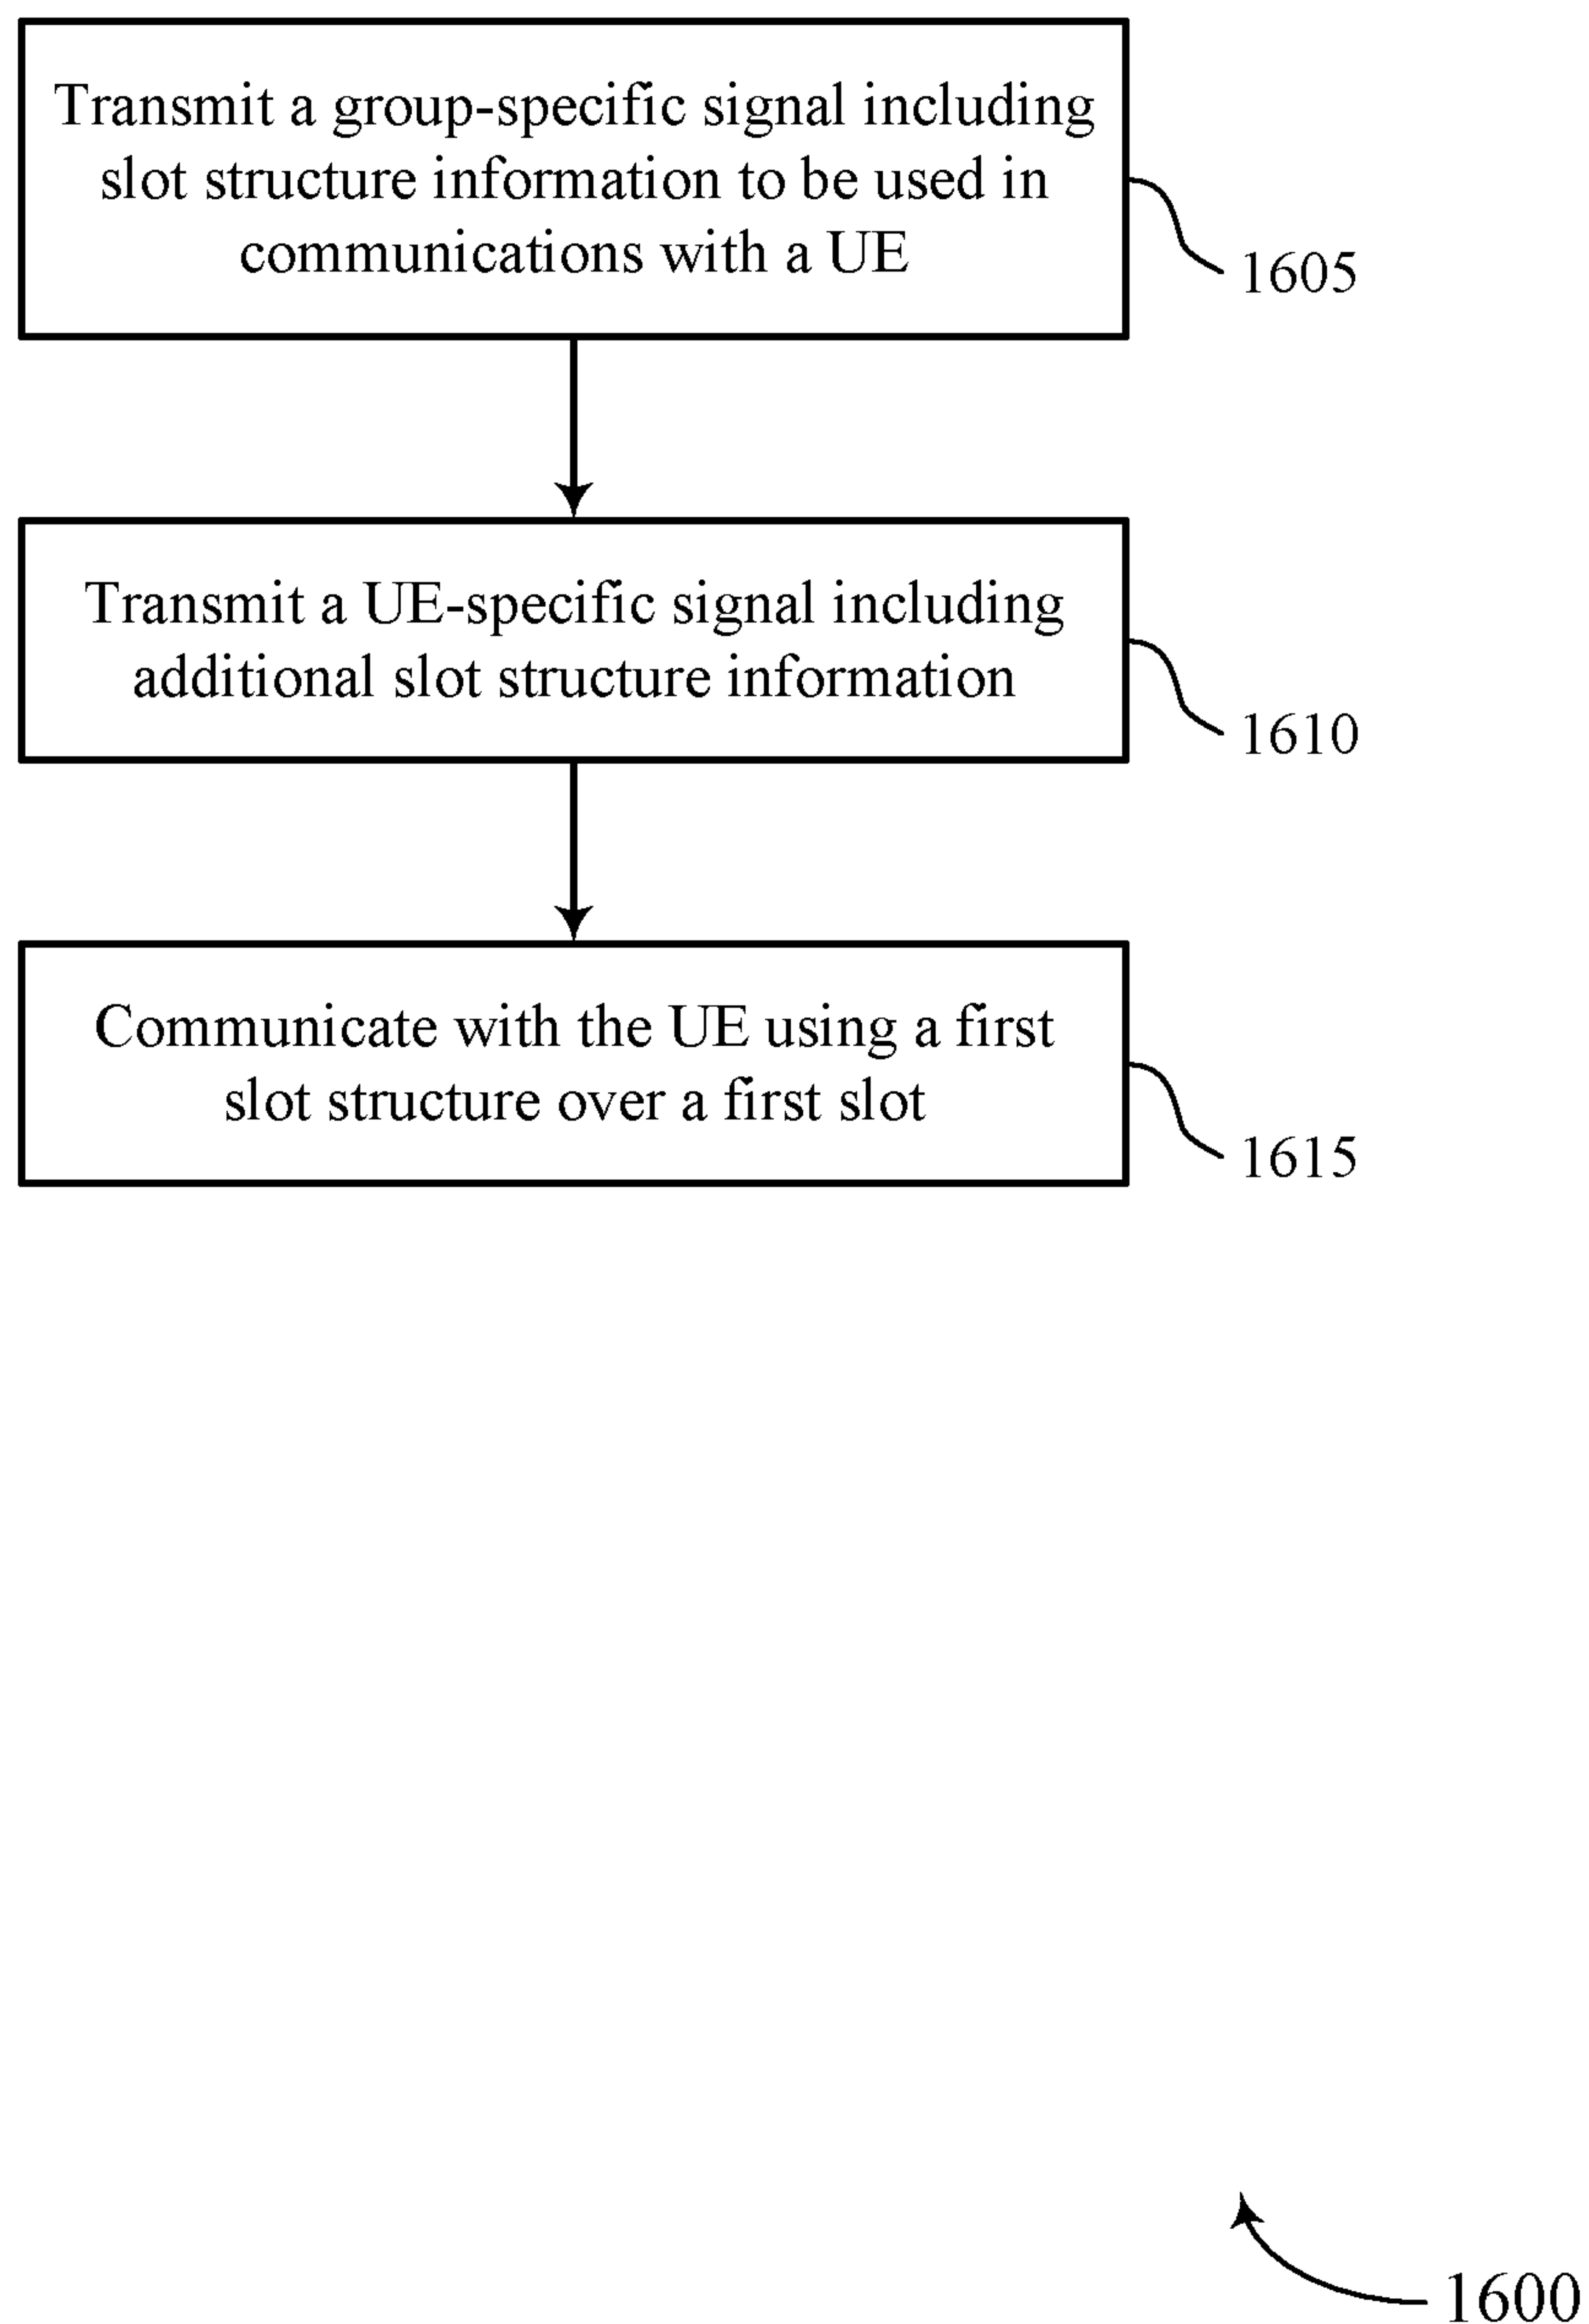 Transmit a group-specific signal including
slot structure information to be used in
communications with a UE
1605
Transmit a UE-specific signal including
additional slot structure information
1610
Communicate with the UE using a first
slot structure over a first slot
1615
1600